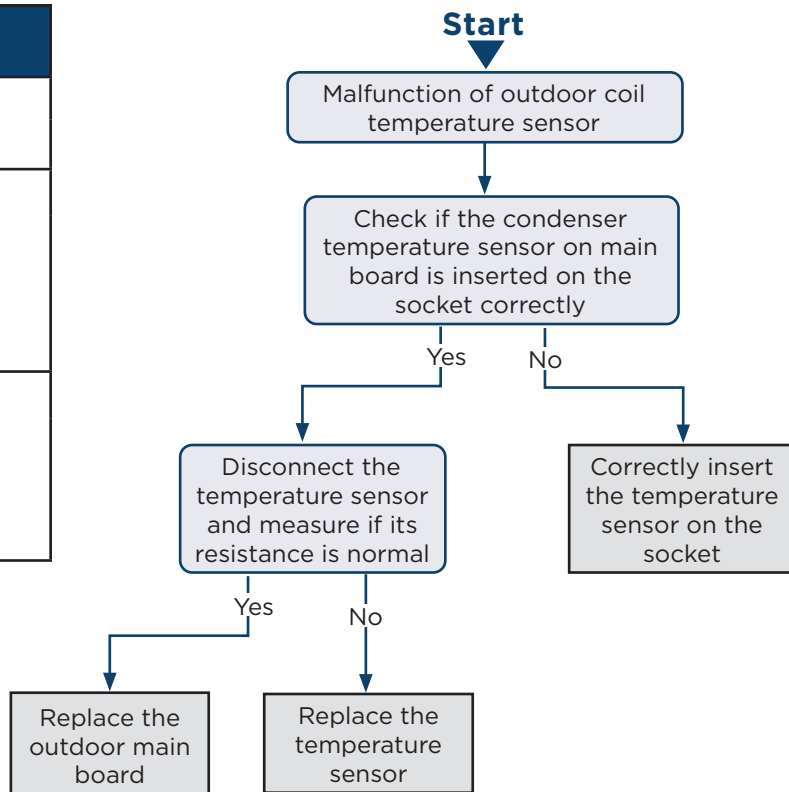 Start
Malfunction of outdoor coil
temperature sensor
Check if the condenser
temperature sensor on main
board is inserted on the
socket correctly
Yes
No
Disconnect the
temperature sensor
and measure if its
resistance is normal
Correctly insert
the temperature
sensor on the
socket
Yes
No
Replace the
outdoor main
board
Replace the
temperature
sensor